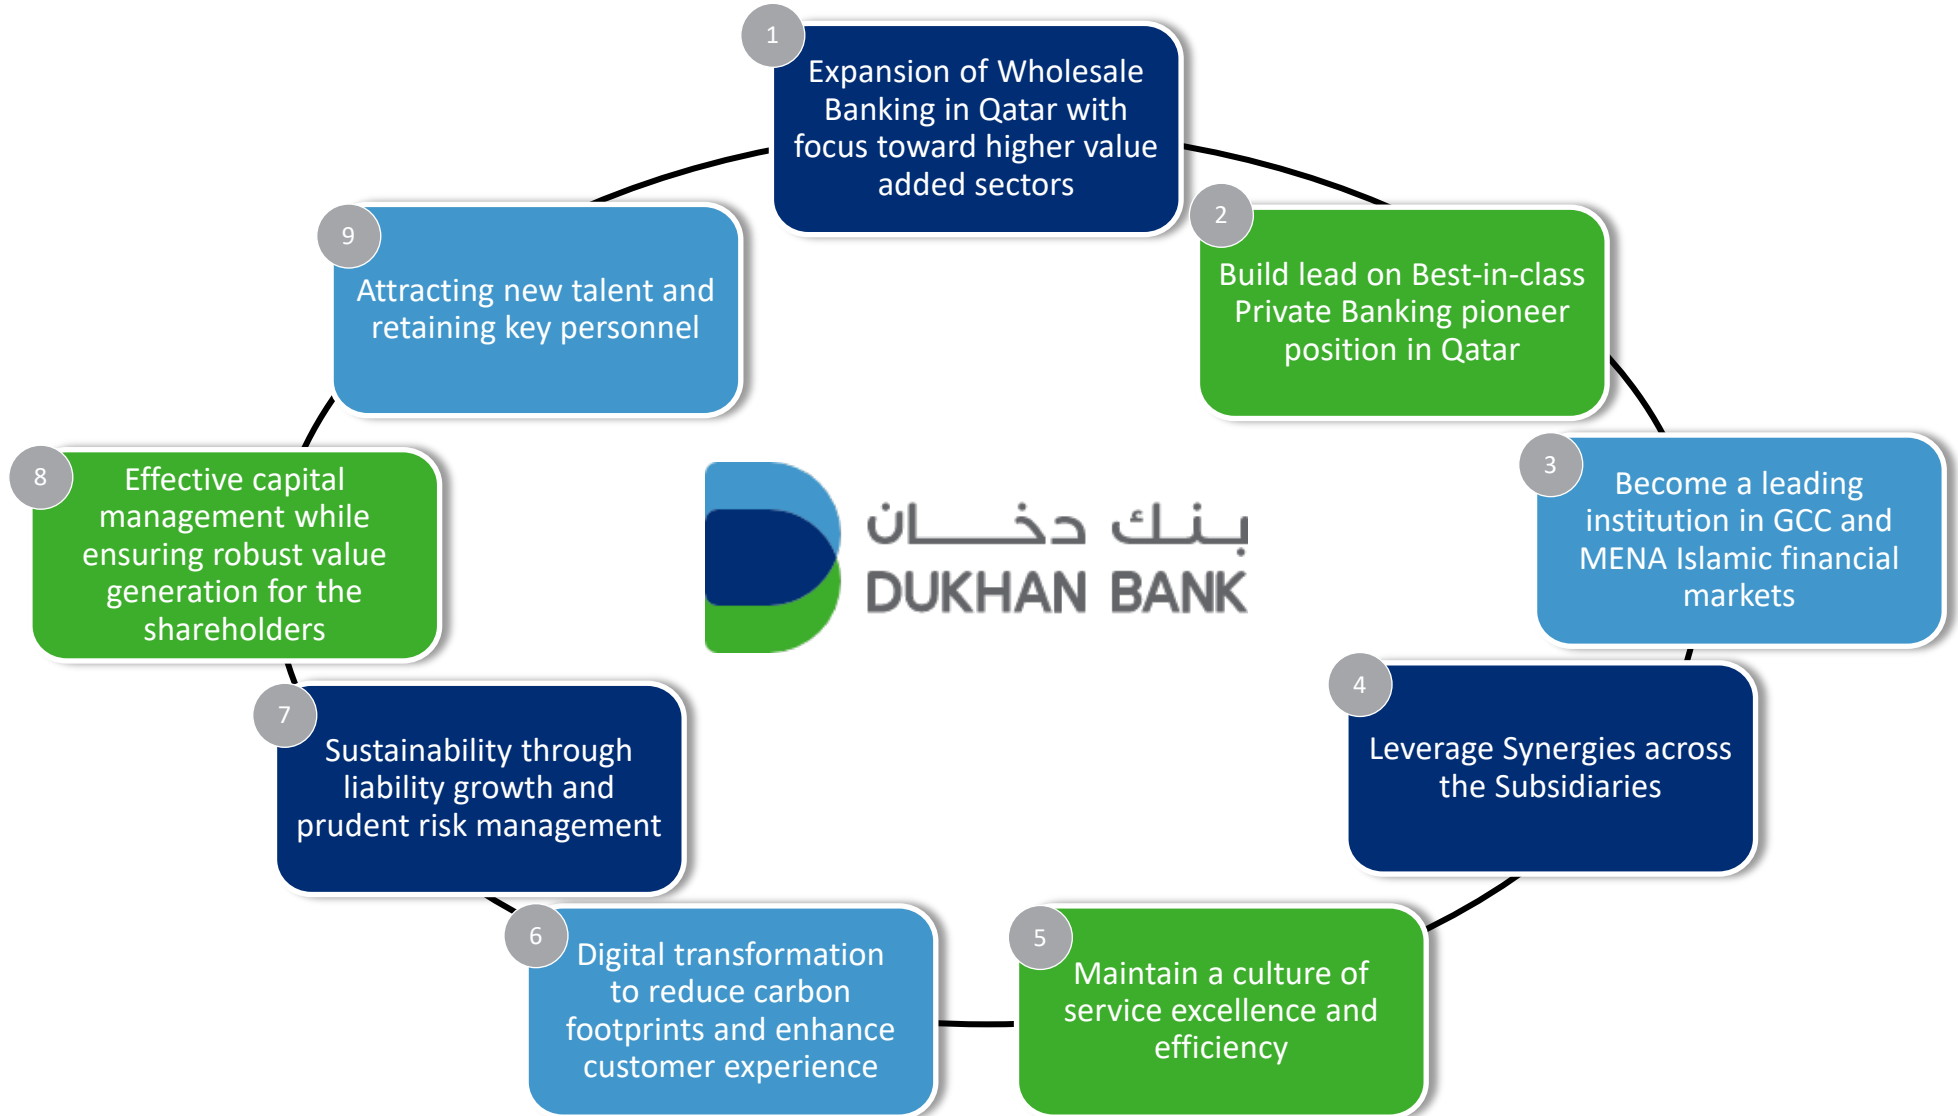 1
Expansion of Wholesale
Banking in Qatar with
focus toward higher value
added sectors
2
Build lead on Best-in-class
Private Banking pioneer
position in Qatar
3
Become a leading
institution in GCC and
MENA Islamic financial
markets
4
Leverage Synergies across
the Subsidiaries
5
Maintain a culture of
service excellence and
efficiency
6
Digital transformation
to reduce carbon
footprints and enhance
customer experience
7
Sustainability through
liability growth and
prudent risk management
8
Effective capital
management while
ensuring robust value
generation for the
shareholders
9
Attracting new talent and
retaining key personnel
بنك دخان
DUKHAN BANK